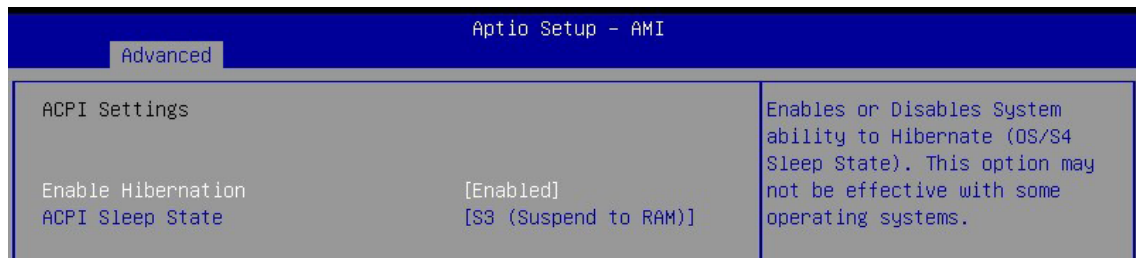 Aptio Setup – AMI
Advanced
ACPI Settings
Enable Hibernation [Enabled]
ACPI Sleep State [S3 (Suspend to RAM)]
Enables or Disables System
ability to Hibernate (OS/S4
Sleep State). This option may
not be effective with some
operating systems.